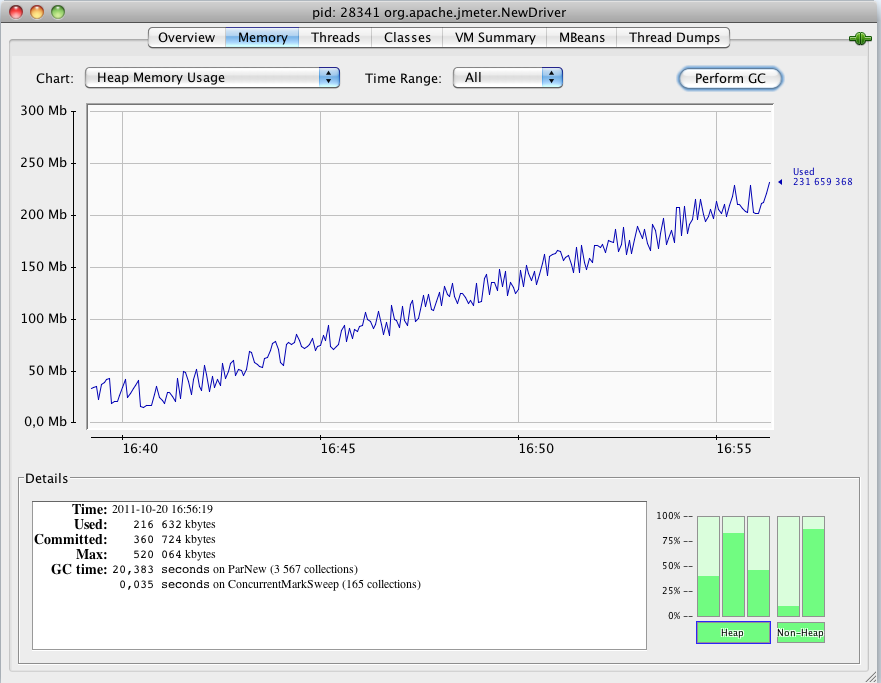 pid: 28341 org.apache.jmeter.NewDriver
Overview Memory Threads Classes VM Summary MBeans Thread Dumps
Chart: Heap Memory Usage Time Range: All Perform GC
300 Mb
250 Mb
Used
231 659 368
200 Mb
150 Mb
100 Mb
50 Mb
0,0 Mb
16:40 16:45 16:50 16:55
Details
Time: 2011-10-20 16:56:19
Used: 216 632 kbytes
Committed: 360 724 kbytes
Max: 520 064 kbytes
GC time: 20,383 seconds on ParNew (3 567 collections)
0,035 seconds on ConcurrentMarkSweep (165 collections)
100% --
75% --
50% --
25% --
0% --
Heap Non-Heap